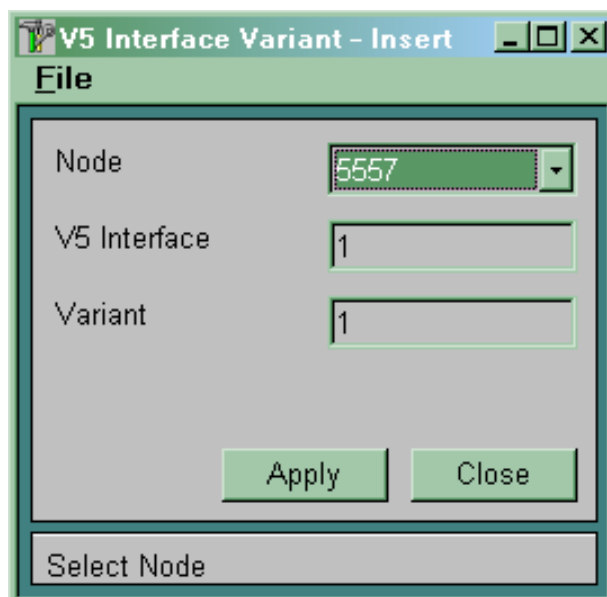 V5 Interface Variant - Insert
File
Node 5557
V5 Interface 1
Variant 1
Apply Close
Select Node